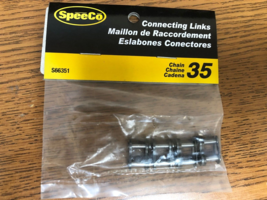 SpeeCo
Connecting Links
Maillon de Raccordement
Eslabones Conectores
S66351
Chain
Chaîne
Cadena
35